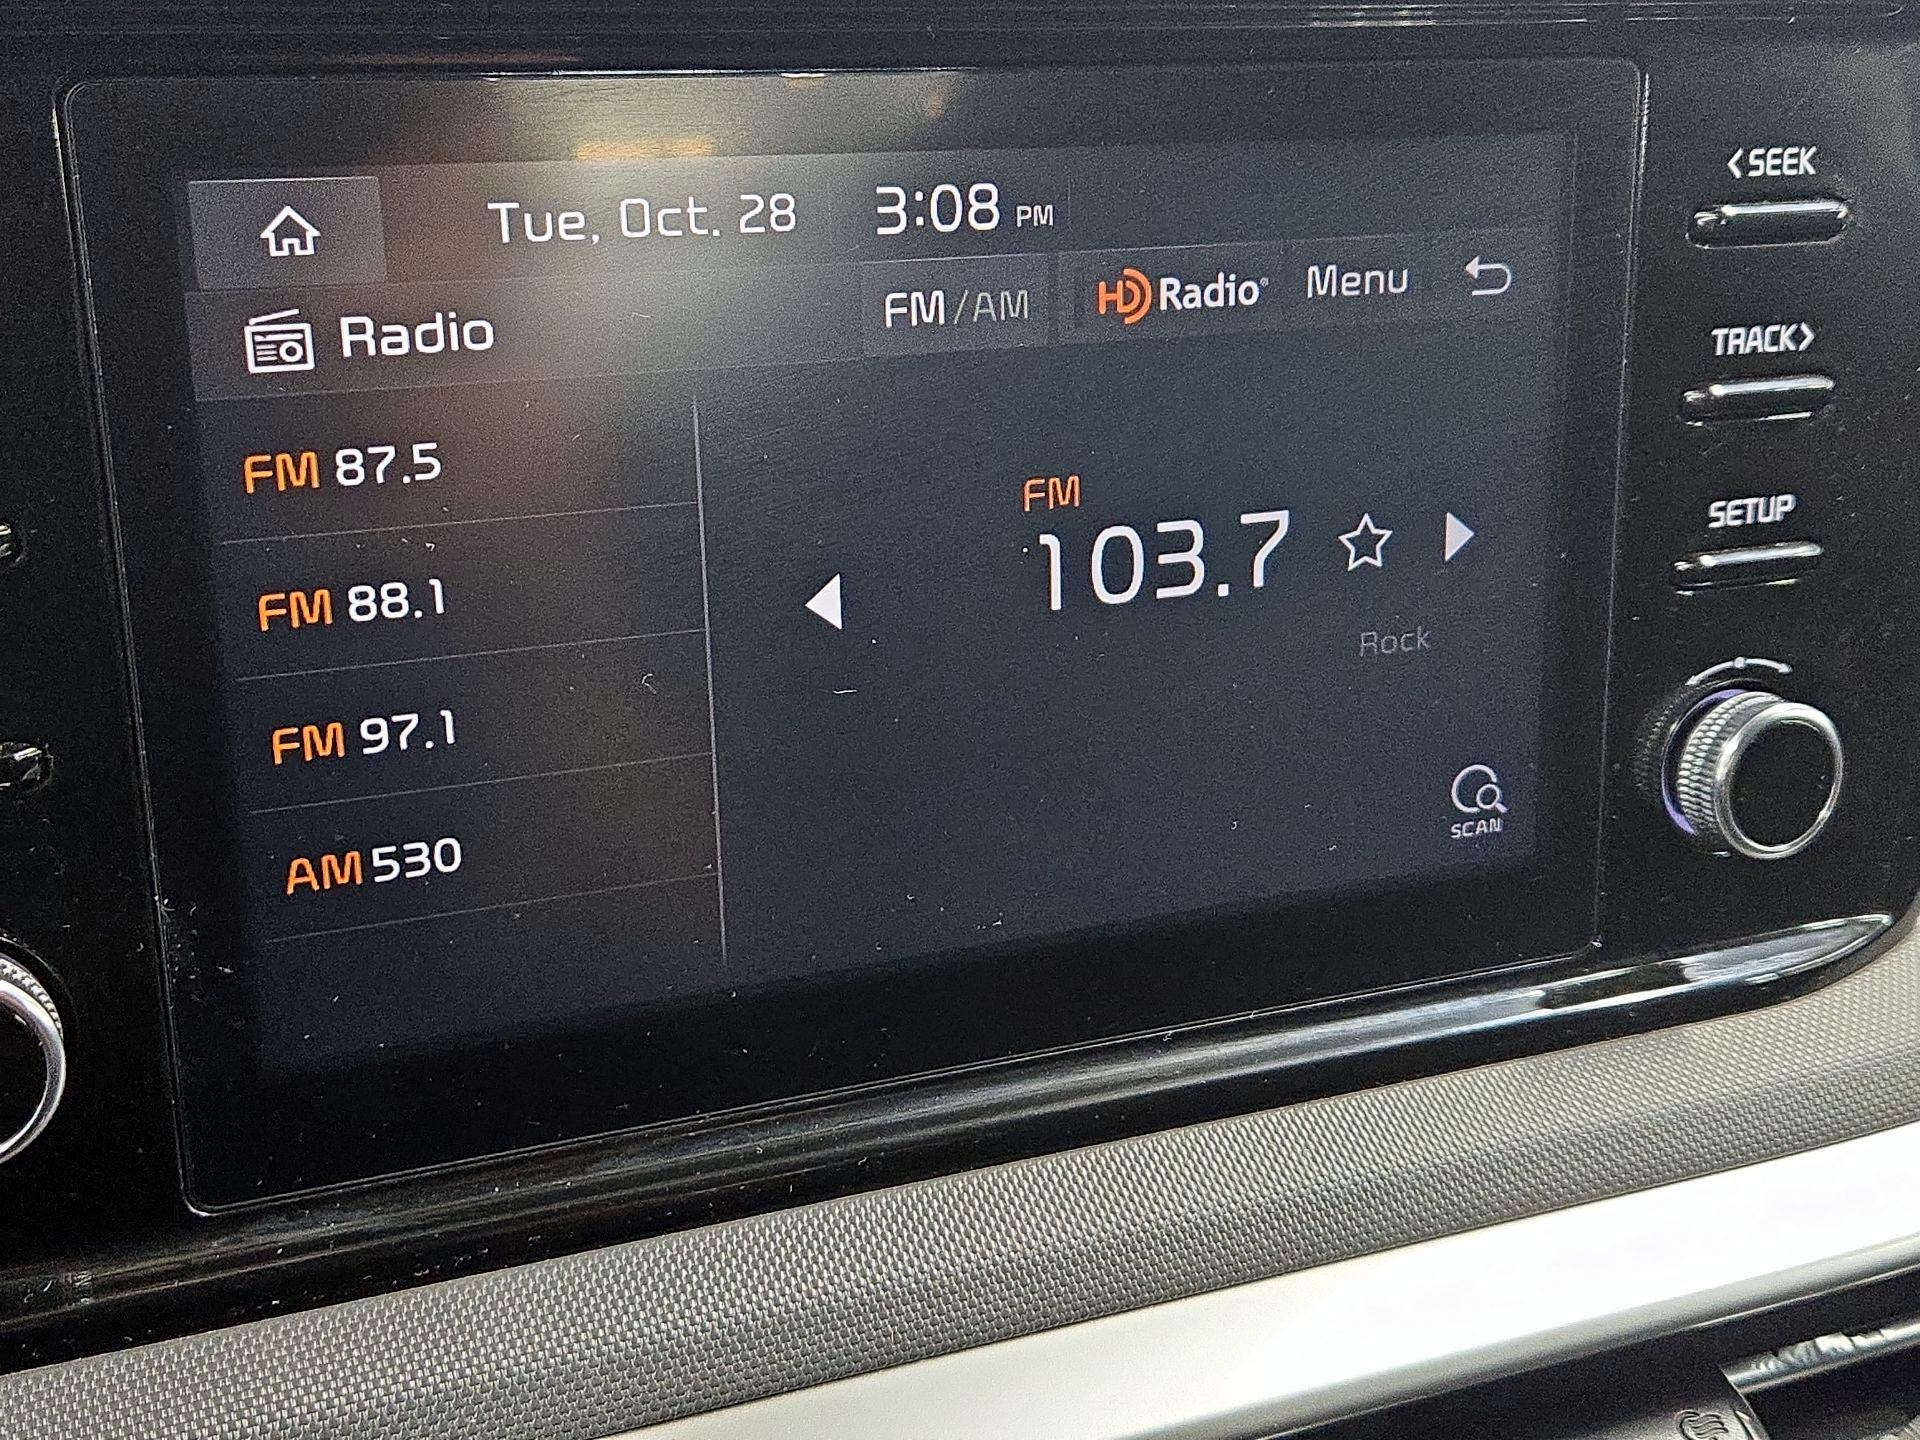 Tue, Oct. 28 3:08 PM
Radio FM/AM HD Radio® Menu
FM 87.5
FM 88.1
FM 97.1
AM 530
FM
103.7
Rock
SCAN
<SEEK
TRACK>
SETUP